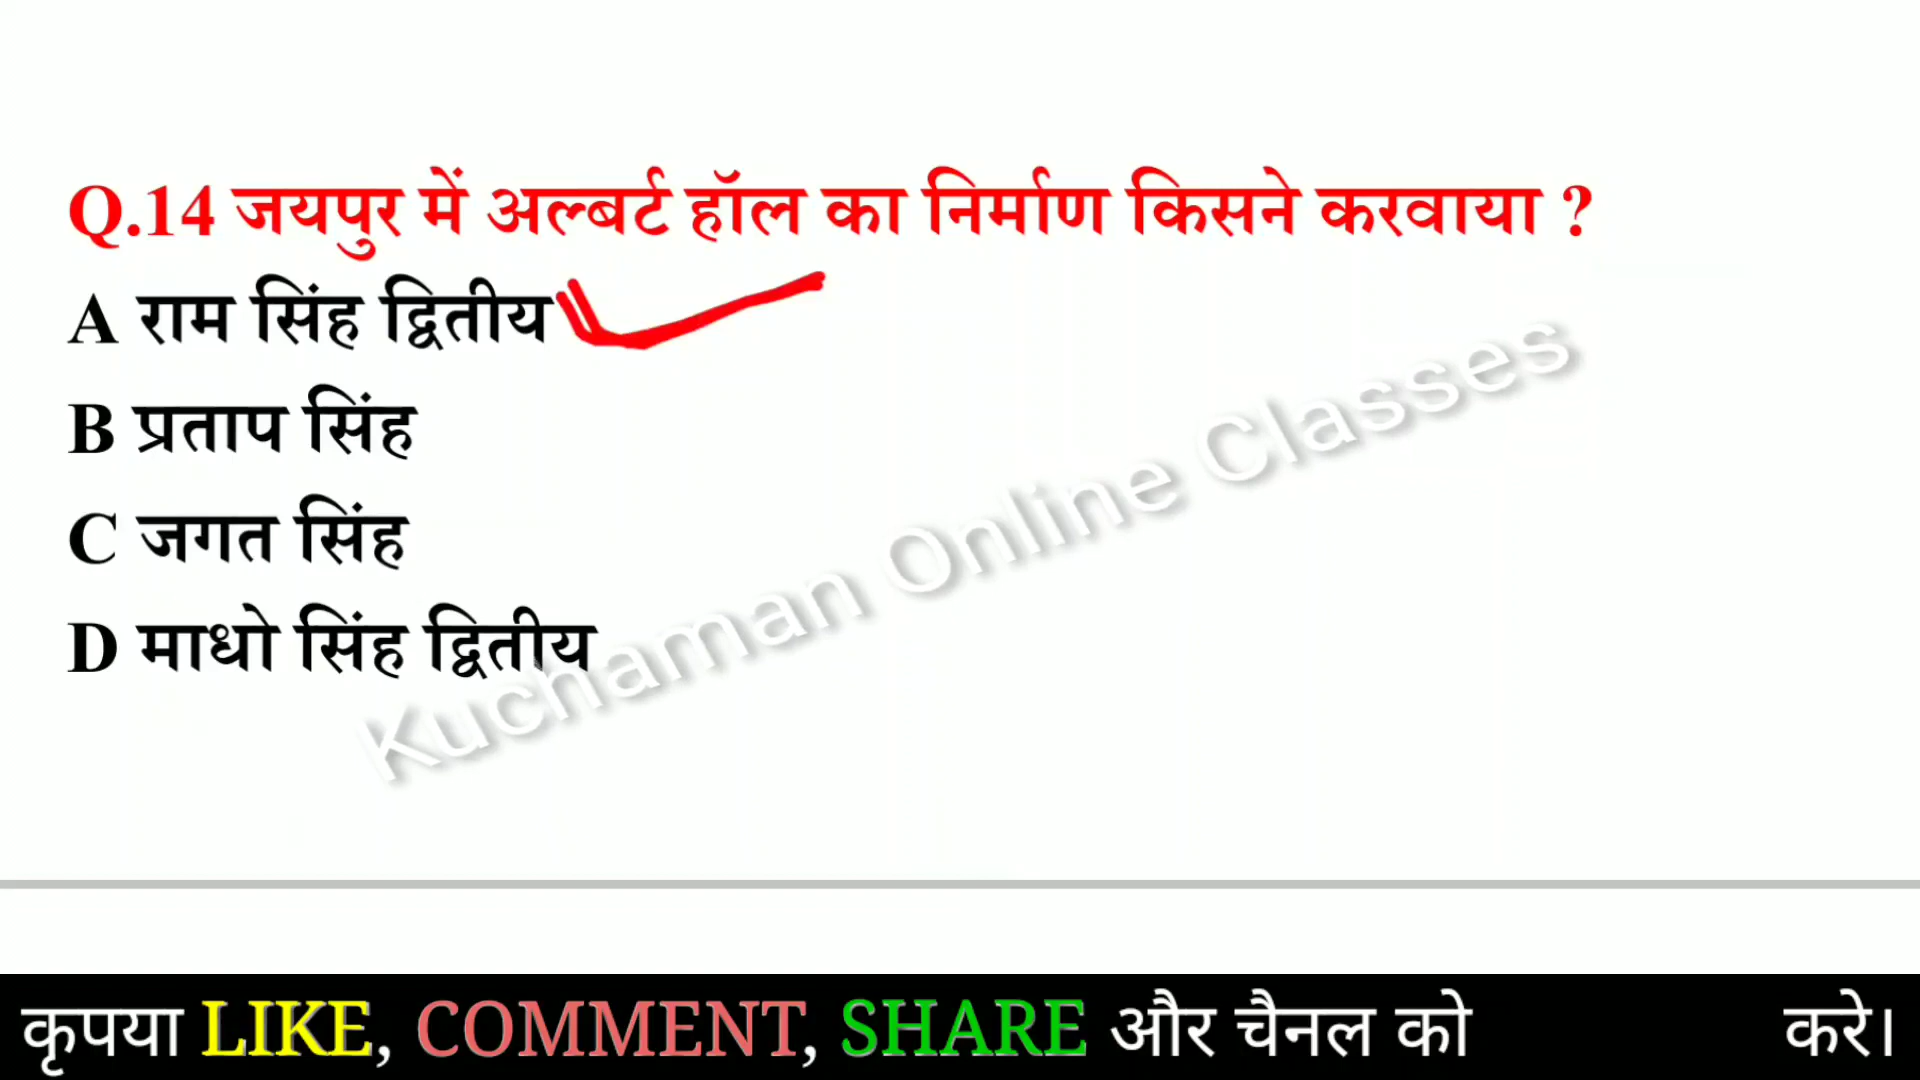 Q.14 जयपुर में अल्बर्ट हॉल का निर्माण किसने करवाया ?
A राम सिंह द्वितीय
B प्रताप सिंह
C जगत सिंह
D माधो सिंह द्वितीय
Kuchaman Online Classes
कृपया LIKE, COMMENT, SHARE और चैनल को करे।